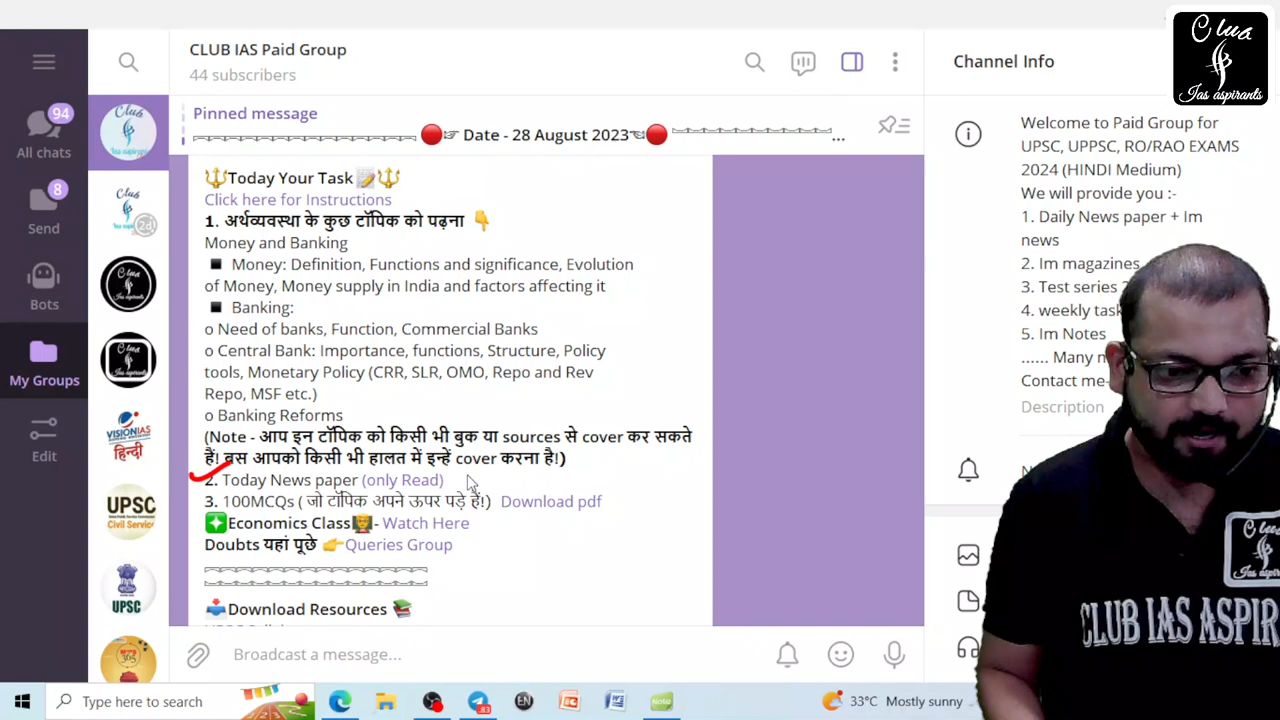 CLUB IAS Paid Group
44 subscribers
Channel Info
Club
Ias aspirants
94
All chats
8
Send
Bots
My Groups
Edit
2d
VISIONIAS
हिन्दी
UPSC
Civil Service
UPSC
365
Pinned message
Date - 28 August 2023
...
Today Your Task
Click here for Instructions
1. अर्थव्यवस्था के कुछ टॉपिक को पढ़ना
Money and Banking
Money: Definition, Functions and significance, Evolution
of Money, Money supply in India and factors affecting it
Banking:
o Need of banks, Function, Commercial Banks
o Central Bank: Importance, functions, Structure, Policy
tools, Monetary Policy (CRR, SLR, OMO, Repo and Rev
Repo, MSF etc.)
o Banking Reforms
(Note - आप इन टॉपिक को किसी भी बुक या sources से cover कर सकते
हैं! बस आपको किसी भी हालत में इन्हें cover करना है!)
2. Today News paper (only Read)
3. 100MCQs ( जो टॉपिक अपने ऊपर पड़े हैं!) Download pdf
Economics Class - Watch Here
Doubts यहां पूछे Queries Group
Download Resources
Broadcast a message...
Welcome to Paid Group for
UPSC, UPPSC, RO/RAO EXAMS
2024 (HINDI Medium)
We will provide you :-
1. Daily News paper + Im
news
2. Im magazines
3. Test series
4. weekly task
5. Im Notes
...... Many
Contact me
Description
CLUB IAS ASPIR
Type here to search
83
EN
Note
33°C Mostly sunny